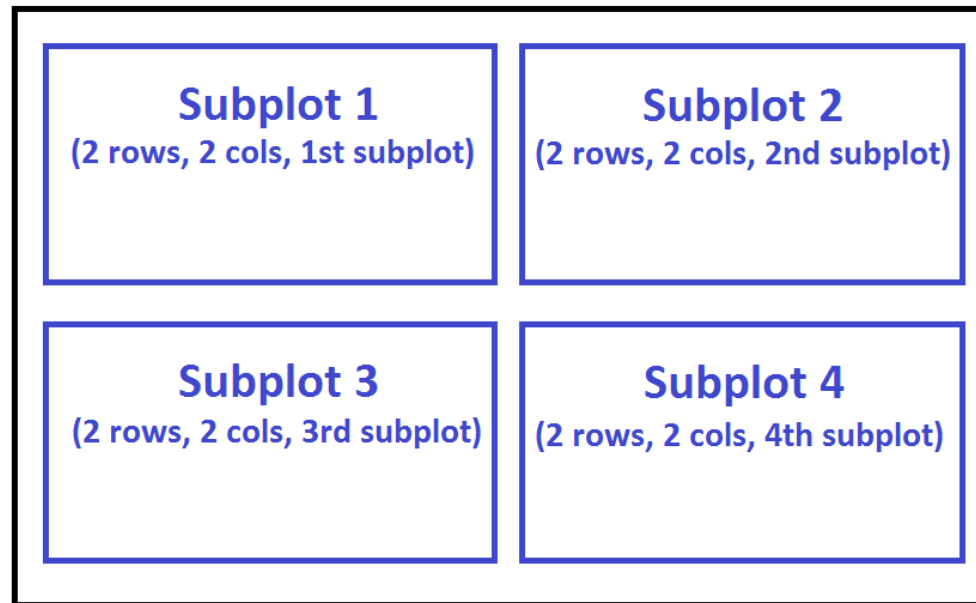 Subplot 1
(2 rows, 2 cols, 1st subplot)
Subplot 2
(2 rows, 2 cols, 2nd subplot)
Subplot 3
(2 rows, 2 cols, 3rd subplot)
Subplot 4
(2 rows, 2 cols, 4th subplot)